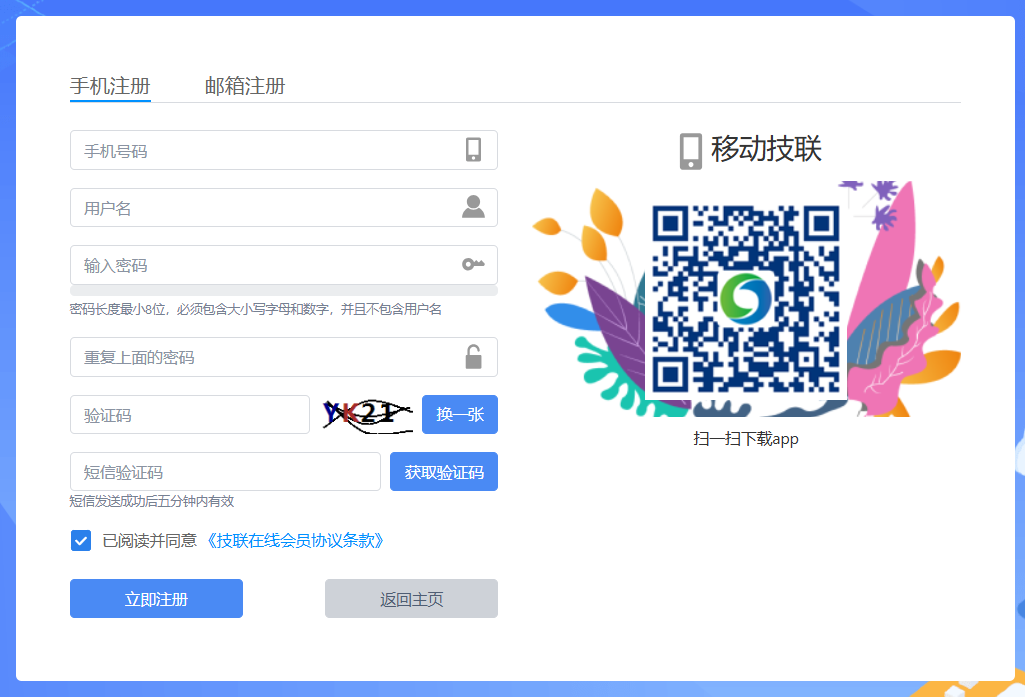 手机注册 邮箱注册
手机号码
用户名
输入密码
密码长度最小8位，必须包含大小写字母和数字，并且不包含用户名
重复上面的密码
验证码 YK21 换一张
短信验证码 获取验证码
短信发送成功后五分钟内有效
已阅读并同意 《技联在线会员协议条款》
立即注册 返回主页
移动技联
扫一扫下载app